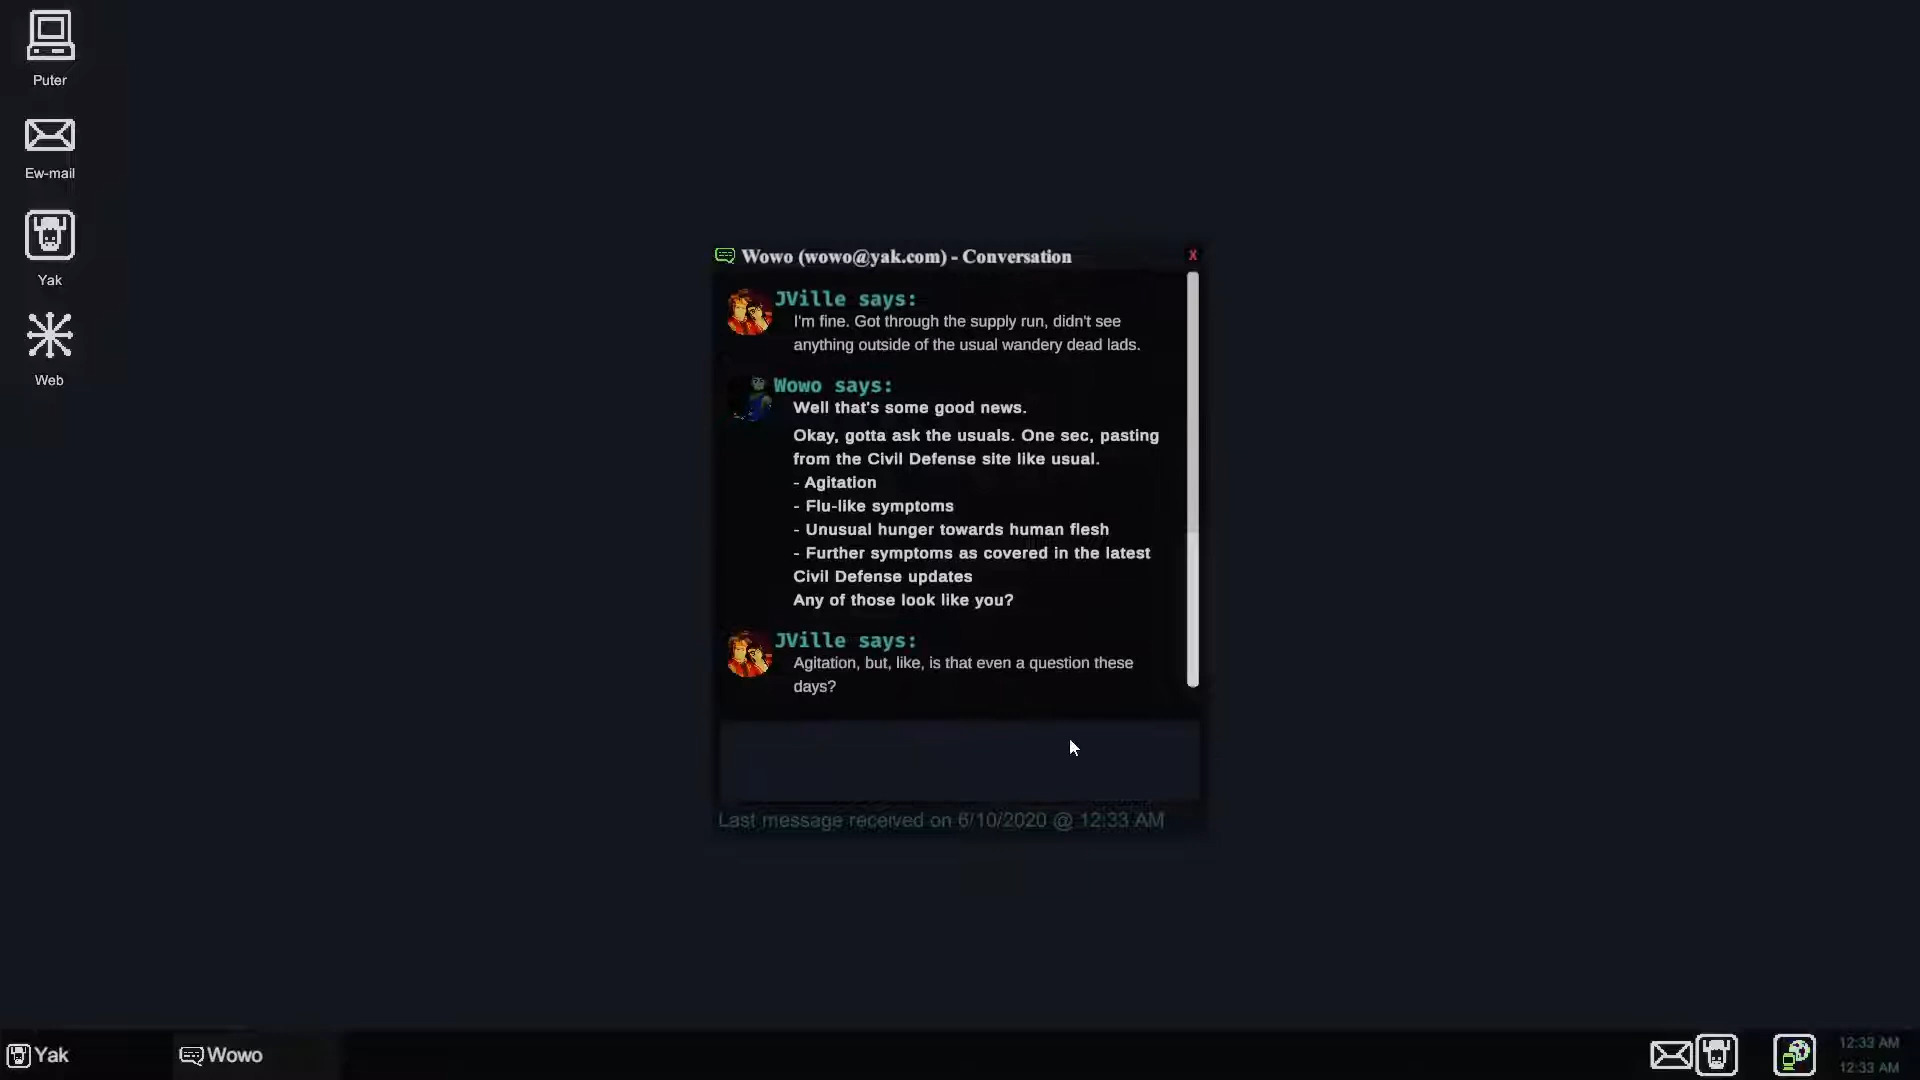 Puter
Ew-mail
Yak
Web
Wowo (wowo@yak.com) - Conversation
X
JVille says:
I'm fine. Got through the supply run, didn't see
anything outside of the usual wandery dead lads.
Wowo says:
Well that's some good news.
Okay, gotta ask the usuals. One sec, pasting
from the Civil Defense site like usual.
- Agitation
- Flu-like symptoms
- Unusual hunger towards human flesh
- Further symptoms as covered in the latest
Civil Defense updates
Any of those look like you?
JVille says:
Agitation, but, like, is that even a question these
days?
Last message received on 6/10/2020 @ 12:33 AM
Yak
Wowo
12:33 AM
12:33 AM